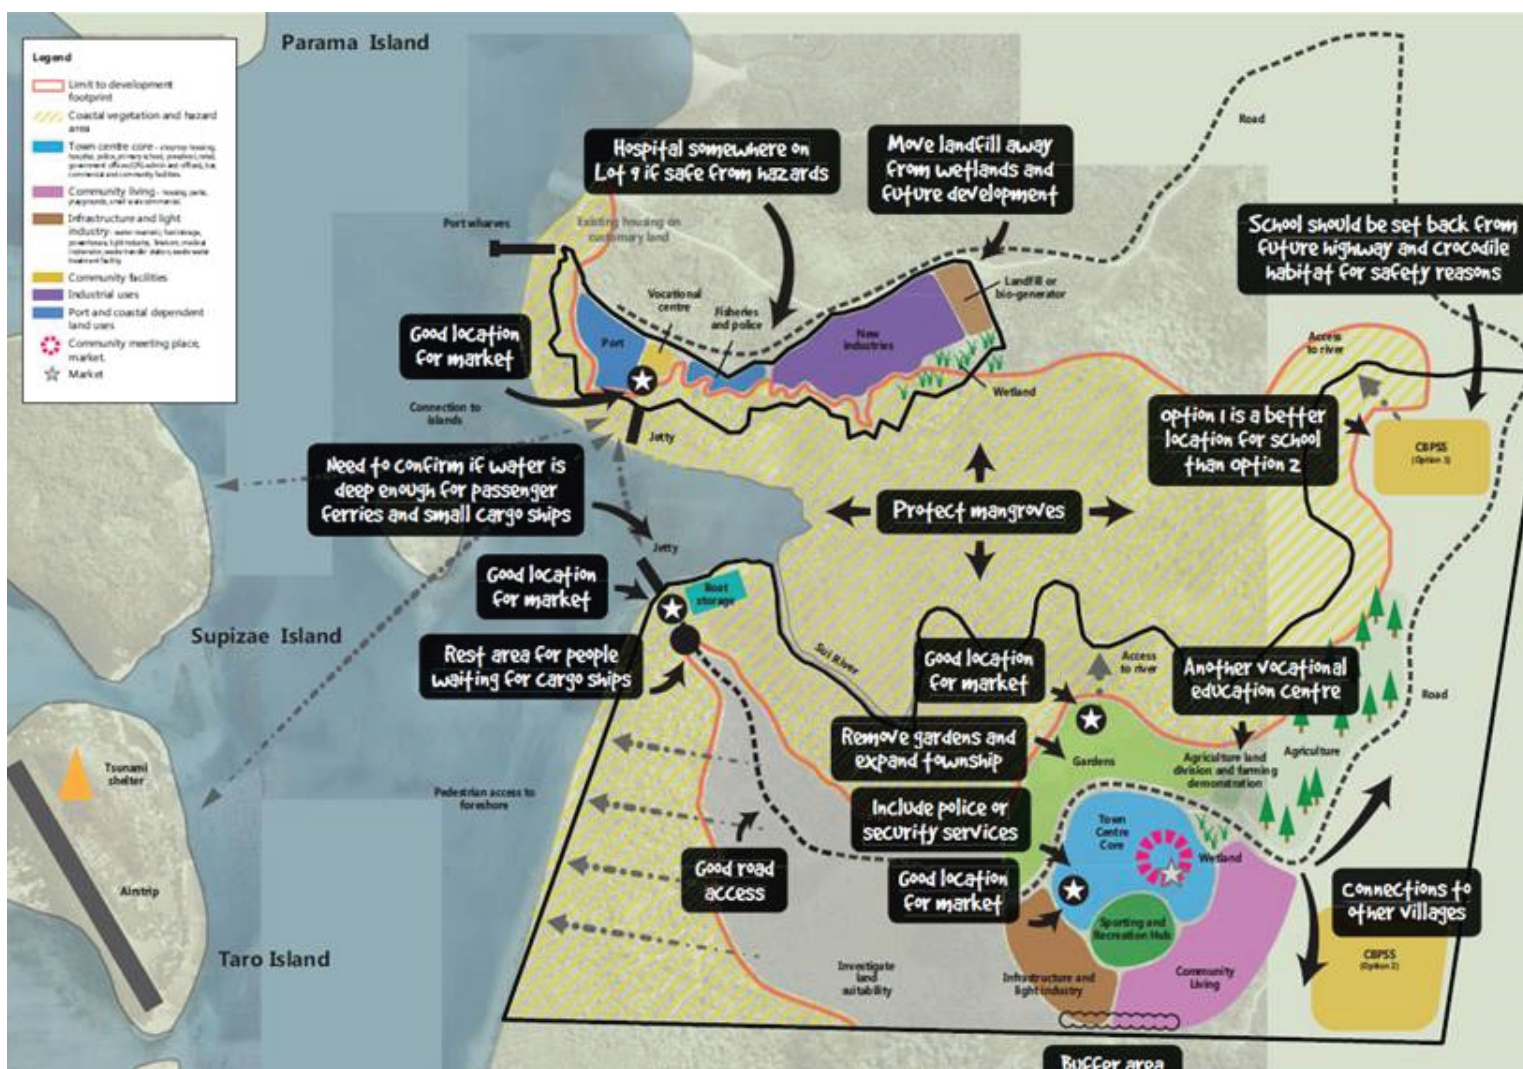 Parama Island
Legend
Limit to development
footprint
Coastal vegetation and hazard
area
Town centre core -
Community living - housing, parks,
playgrounds, small scale commercial.
Infrastructure and light
industry -
Community facilities
Industrial uses
Port and coastal dependent
land uses
Community meeting place,
market.
Market
Road
Hospital somewhere on
Lot 9 if safe from hazards
Move landfill away
from wetlands and
future development
School should be set back from
future highway and crocodile
habitat for safety reasons
Port wharves
Existing housing on
customary land
Landfill or
bio-generator
Vocational
centre
Fisheries
and police
Good location
for market
Port
New
industries
Access
to river
Wetland
Connection to
islands
Jetty
Option 1 is a better
location for school
than option 2
CBPSS
(Option 1)
Need to confirm if water is
deep enough for passenger
ferries and small cargo ships
Protect mangroves
Jetty
Good location
for market
Boat
storage
Supizae Island
Rest area for people
waiting for cargo ships
Sui River
Good location
for market
Access
to river
Another vocational
education centre
Road
Remove gardens and
expand township
Gardens
Agriculture land
division and farming
demonstration
Agriculture
Tsunami
shelter
Pedestrian access to
foreshore
Include police or
security services
Town
Centre
Core
Wetland
Good road
access
Good location
for market
Airstrip
Connections to
other villages
Sporting and
Recreation Hub
Taro Island
Investigate
land
suitability
Infrastructure and
light industry
Community
Living
CBPSS
(Option 2)
Buffer area